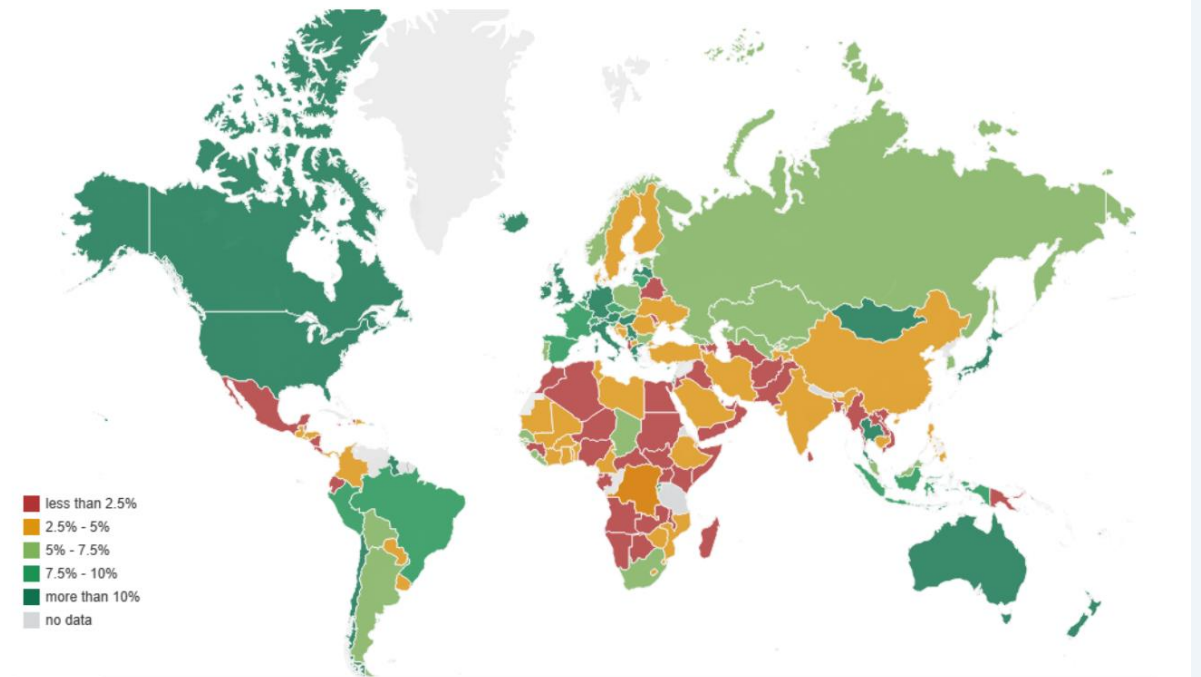 less than 2.5%
2.5% - 5%
5% - 7.5%
7.5% - 10%
more than 10%
no data